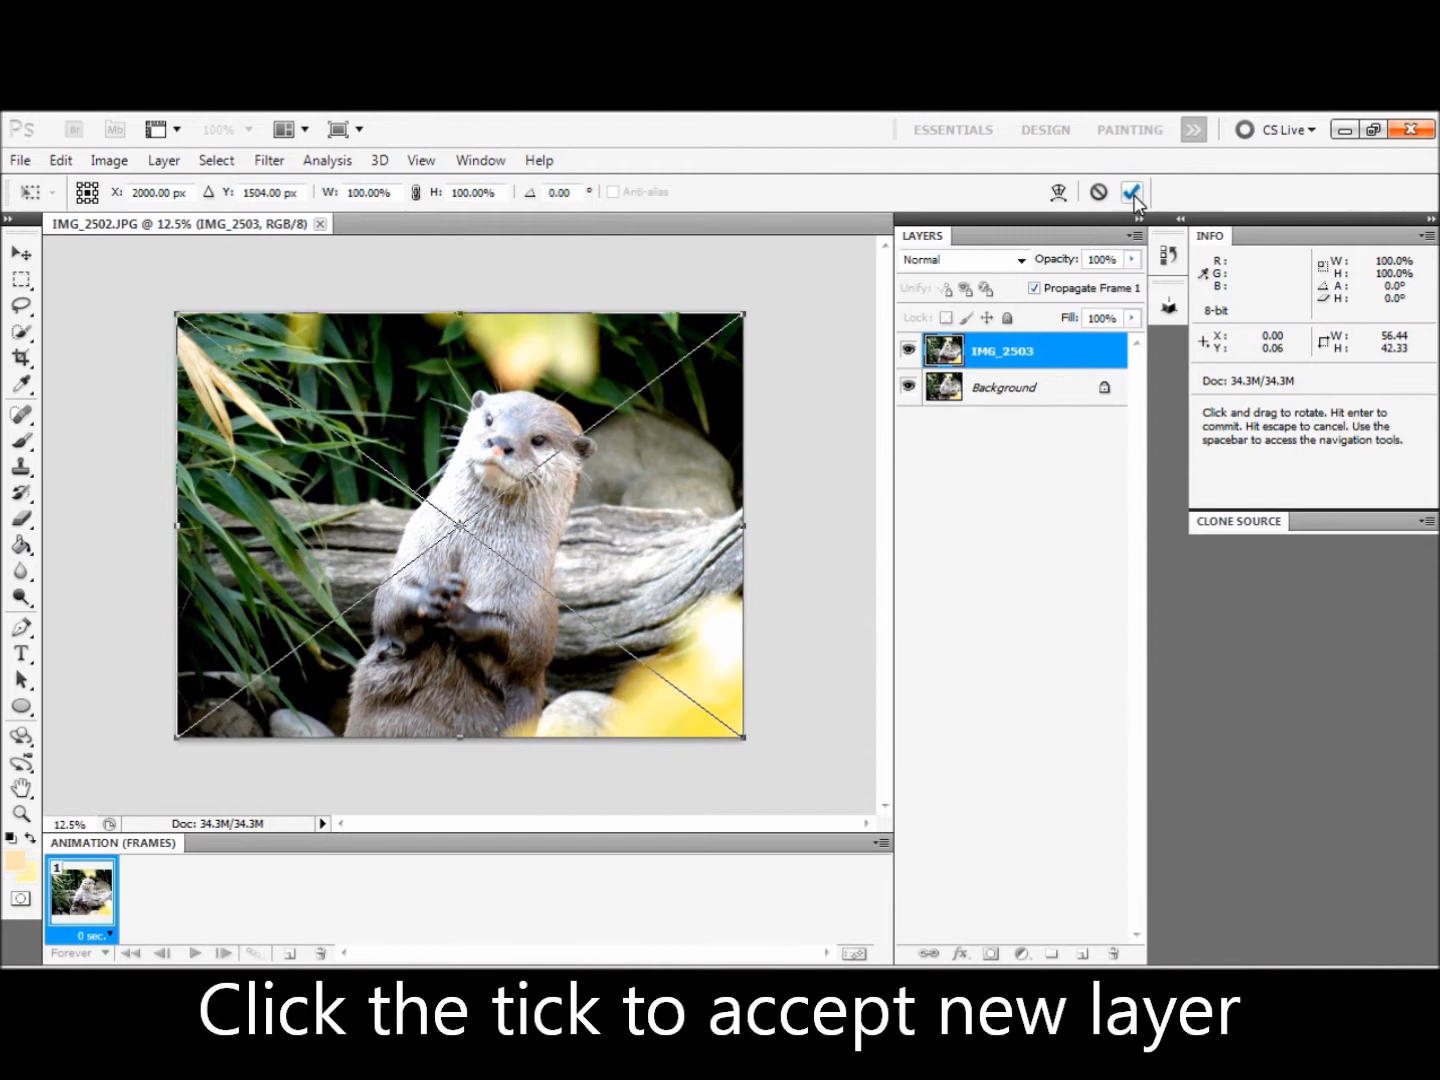 Ps Br Mb 100% ESSENTIALS DESIGN PAINTING CS Live
File Edit Image Layer Select Filter Analysis 3D View Window Help
X: 2000.00 px Y: 1504.00 px W: 100.00% H: 100.00% 0.00 ° Anti-alias
IMG_2502.JPG @ 12.5% (IMG_2503, RGB/8)
LAYERS
Normal Opacity: 100%
Unify: Propagate Frame 1
Lock: Fill: 100%
IMG_2503
Background
INFO
R: W: 100.0%
G: H: 100.0%
B: A: 0.0°
H: 0.0°
8-bit
X: 0.00 W: 56.44
Y: 0.06 H: 42.33
Doc: 34.3M/34.3M
Click and drag to rotate. Hit enter to
commit. Hit escape to cancel. Use the
spacebar to access the navigation tools.
CLONE SOURCE
12.5% Doc: 34.3M/34.3M
ANIMATION (FRAMES)
1
0 sec.
Forever
Click the tick to accept new layer